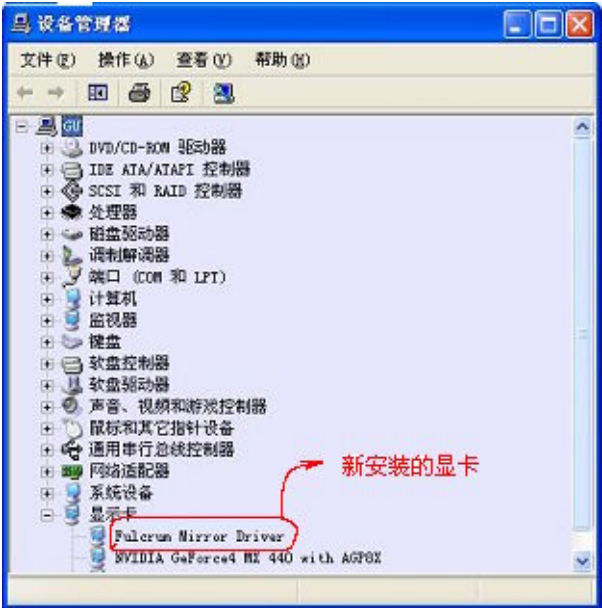 设备管理器
文件(F) 操作(A) 查看(V) 帮助(H)
GU
DVD/CD-ROM 驱动器
IDE ATA/ATAPI 控制器
SCSI 和 RAID 控制器
处理器
磁盘驱动器
调制解调器
端口 (COM 和 LPT)
计算机
监视器
键盘
软盘控制器
软盘驱动器
声音、视频和游戏控制器
鼠标和其它指针设备
通用串行总线控制器
网络适配器
新安装的显卡
系统设备
显示卡
Fulcrum Mirror Driver
NVIDIA GeForce4 MX 440 with AGP8X